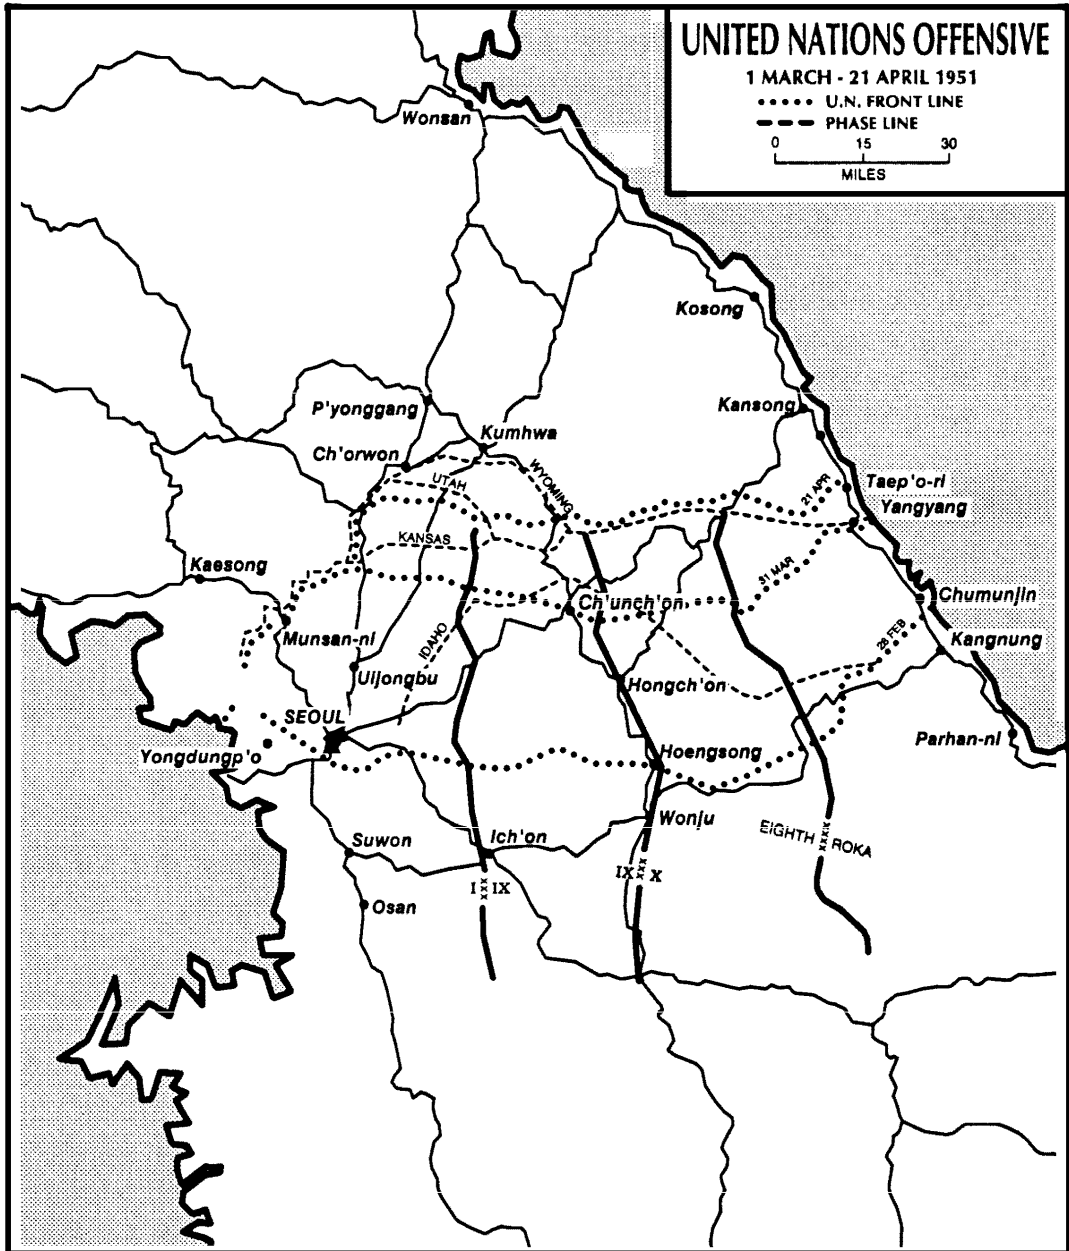 UNITED NATIONS OFFENSIVE
1 MARCH - 21 APRIL 1951
U.N. FRONT LINE
PHASE LINE
0 15 30
MILES
Wonsan
Kosong
Kansong
P'yonggang
Kumhwa
Ch'orwon
WYOMING
UTAH
21 APR
Taep'o-ri
Yangyang
KANSAS
Kaesong
31 MAR
Ch'unch'on
Chumunjin
Munsan-ni
IDAHO
28 FEB
Kangnung
Uijongbu
Hongch'on
SEOUL
Yongdungp'o
Hoengsong
Parhan-ni
Wonju
EIGHTH xxxx ROKA
Suwon
Ich'on
I xxx IX
IX xxx X
Osan